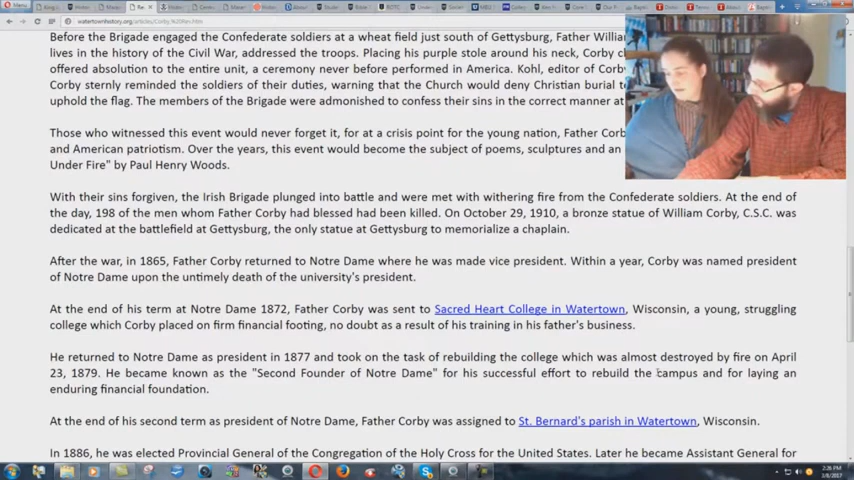 Menu
watertownhistory.org/articles/Corby_%20Rev.htm
Before the Brigade engaged the Confederate soldiers at a wheat field just south of Gettysburg, Father William
lives in the history of the Civil War, addressed the troops. Placing his purple stole around his neck, Corby
offered absolution to the entire unit, a ceremony never before performed in America. Kohl, editor of Corby
Corby sternly reminded the soldiers of their duties, warning that the Church would deny Christian burial
uphold the flag. The members of the Brigade were admonished to confess their sins in the correct manner at
Those who witnessed this event would never forget it, for at a crisis point for the young nation, Father
and American patriotism. Over the years, this event would become the subject of poems, sculptures and
Under Fire" by Paul Henry Woods.
With their sins forgiven, the Irish Brigade plunged into battle and were met with withering fire from the Confederate soldiers. At the end of
the day, 198 of the men whom Father Corby had blessed had been killed. On October 29, 1910, a bronze statue of William Corby, C.S.C. was
dedicated at the battlefield at Gettysburg, the only statue at Gettysburg to memorialize a chaplain.
After the war, in 1865, Father Corby returned to Notre Dame where he was made vice president. Within a year, Corby was named president
of Notre Dame upon the untimely death of the university's president.
At the end of his term at Notre Dame 1872, Father Corby was sent to Sacred Heart College in Watertown, Wisconsin, a young, struggling
college which Corby placed on firm financial footing, no doubt as a result of his training in his father's business.
He returned to Notre Dame as president in 1877 and took on the task of rebuilding the college which was almost destroyed by fire on April
23, 1879. He became known as the "Second Founder of Notre Dame" for his successful effort to rebuild the campus and for laying an
enduring financial foundation.
At the end of his second term as president of Notre Dame, Father Corby was assigned to St. Bernard's parish in Watertown, Wisconsin.
In 1886, he was elected Provincial General of the Congregation of the Holy Cross for the United States. Later he became Assistant General for
2:26 PM
3/8/2017